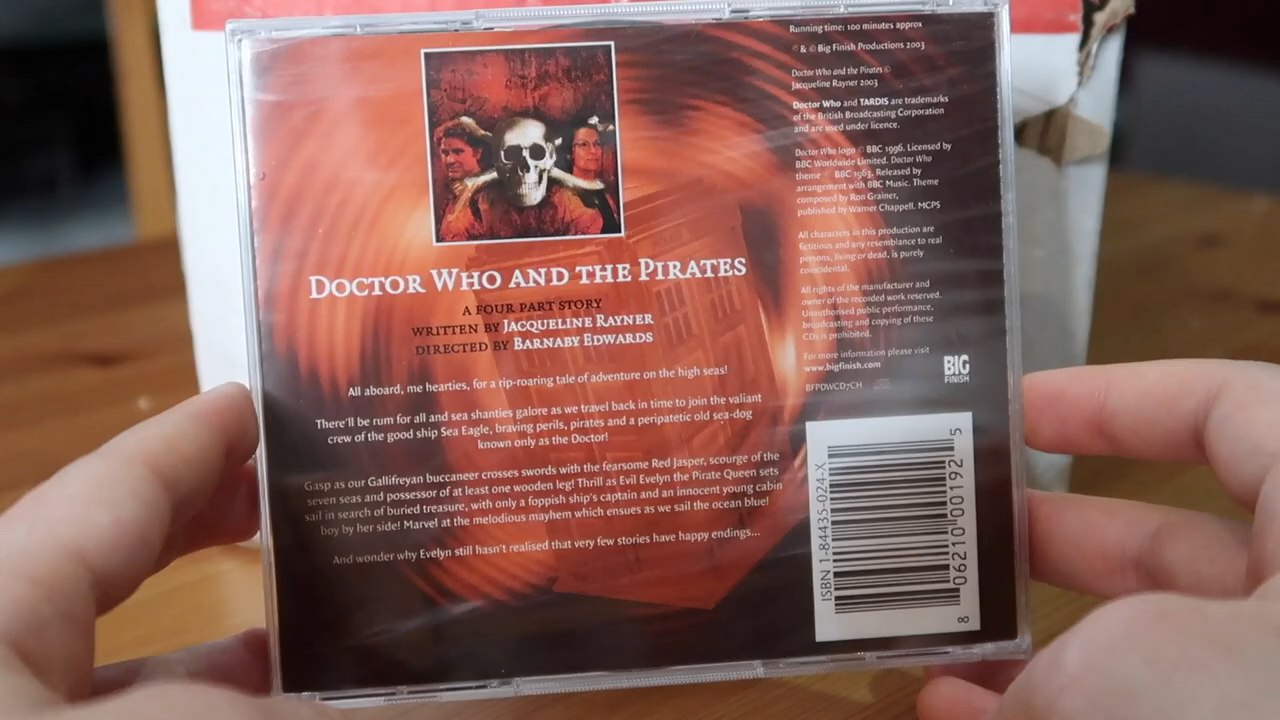 DOCTOR WHO AND THE PIRATES
A FOUR PART STORY
WRITTEN BY JACQUELINE RAYNER
DIRECTED BY BARNABY EDWARDS
All aboard, me hearties, for a rip-roaring tale of adventure on the high seas!
There'll be rum for all and sea shanties galore as we travel back in time to join the valiant
crew of the good ship Sea Eagle, braving perils, pirates and a peripatetic old sea-dog
known only as the Doctor!
Gasp as our Gallifreyan buccaneer crosses swords with the fearsome Red Jasper, scourge of the
seven seas and possessor of at least one wooden leg! Thrill as Evil Evelyn the Pirate Queen sets
sail in search of buried treasure, with only a foppish ship's captain and an innocent young cabin
boy by her side! Marvel at the melodious mayhem which ensues as we sail the ocean blue!
And wonder why Evelyn still hasn't realised that very few stories have happy endings...
Running time: 100 minutes approx
℗ & © Big Finish Productions 2003
Doctor Who and the Pirates ©
Jacqueline Rayner 2003
Doctor Who and TARDIS are trademarks
of the British Broadcasting Corporation
and are used under licence.
Doctor Who logo © BBC 1996. Licensed by
BBC Worldwide Limited. Doctor Who
theme © BBC 1963. Released by
arrangement with BBC Music. Theme
composed by Ron Grainer,
published by Warner Chappell. MCPS
All characters in this production are
fictitious and any resemblance to real
persons, living or dead, is purely
coincidental.
All rights of the manufacturer and
owner of the recorded work reserved.
Unauthorised public performance,
broadcasting and copying of these
CDs is prohibited.
For more information please visit
www.bigfinish.com
BFPDWCD7CH
BIG
FINISH
ISBN 1-84435-024-X
8 06210 00192 5